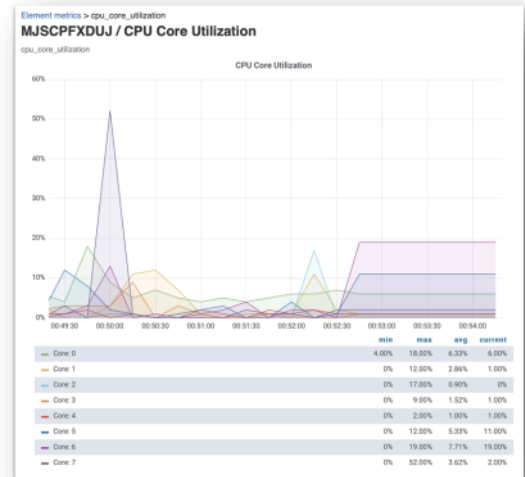 Element metrics > cpu_core_utilization
MJSCPFXDUJ / CPU Core Utilization
cpu_core_utilization
CPU Core Utilization
60%
50%
40%
30%
20%
10%
0%
00:49:30 00:50:00 00:50:30 00:51:00 00:51:30 00:52:00 00:52:30 00:53:00 00:53:30 00:54:00
min max avg current
Core: 0 4.00% 18.00% 6.33% 6.00%
Core: 1 0% 12.00% 2.86% 1.00%
Core: 2 0% 17.00% 0.90% 0%
Core: 3 0% 9.00% 1.52% 1.00%
Core: 4 0% 2.00% 1.00% 1.00%
Core: 5 0% 12.00% 5.33% 11.00%
Core: 6 0% 19.00% 7.71% 19.00%
Core: 7 0% 52.00% 3.62% 2.00%